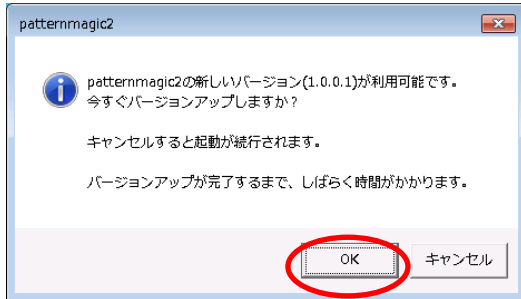 patternmagic2
patternmagic2の新しいバージョン(1.0.0.1)が利用可能です。
今すぐバージョンアップしますか？
キャンセルすると起動が続行されます。
バージョンアップが完了するまで、しばらく時間がかかります。
OK
キャンセル